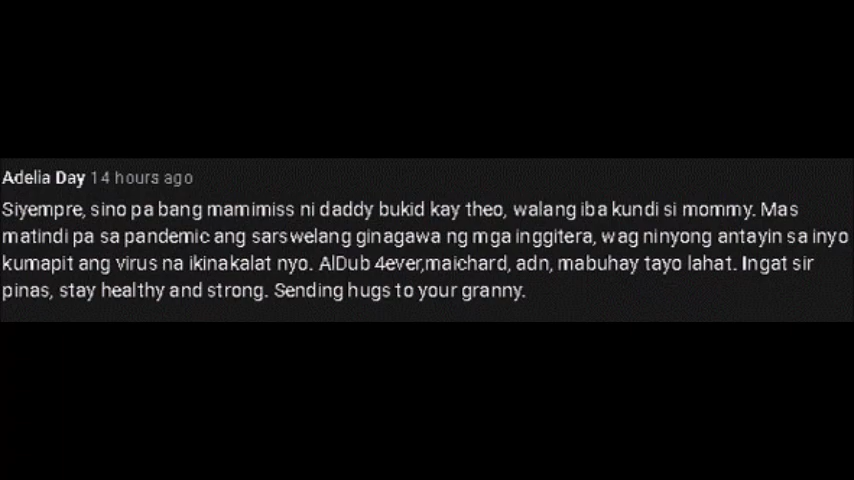 Adelia Day 14 hours ago
Siyempre, sino pa bang mamimiss ni daddy bukid kay theo, walang iba kundi si mommy. Mas
matindi pa sa pandemic ang sarswelang ginagawa ng mga inggitera, wag ninyong antayin sa inyo
kumapit ang virus na ikinakalat nyo. AlDub 4ever,maichard, adn, mabuhay tayo lahat. Ingat sir
pinas, stay healthy and strong. Sending hugs to your granny.